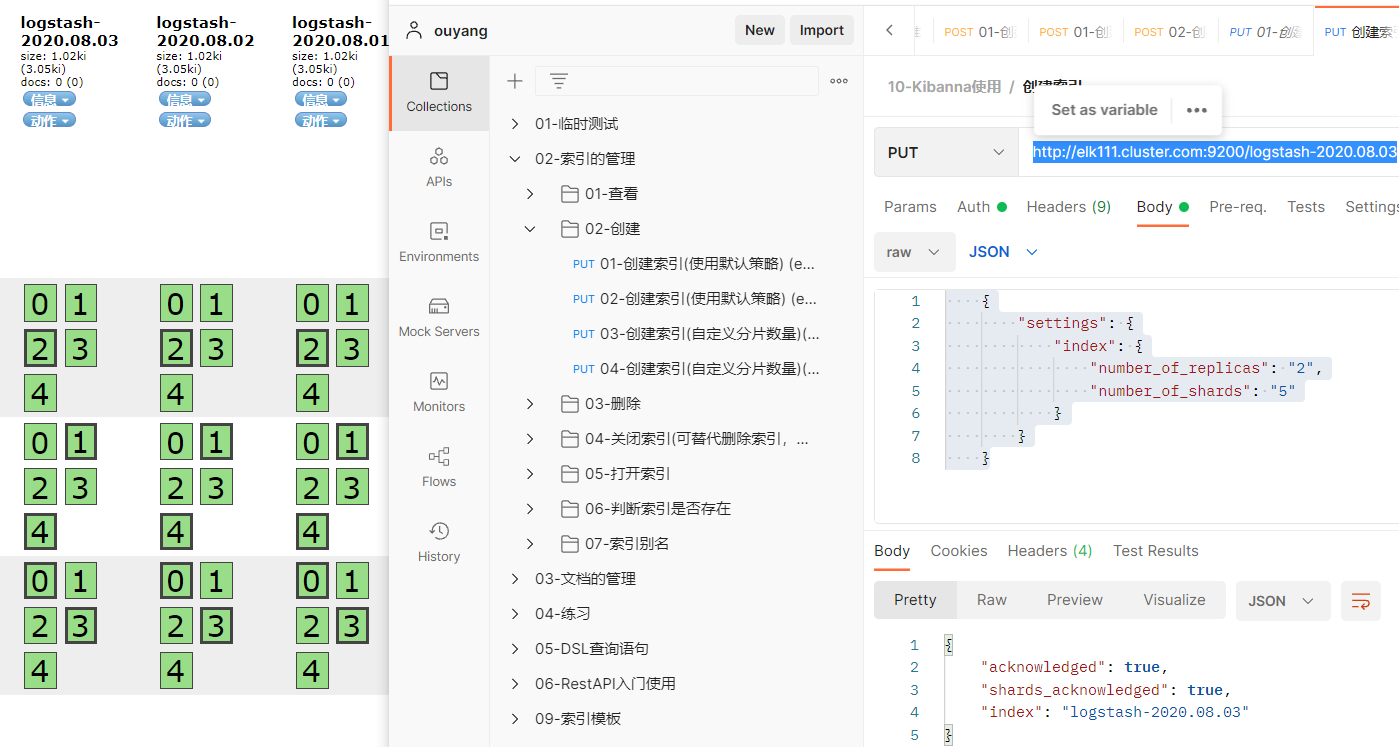 logstash-
2020.08.03
size: 1.02ki
(3.05ki)
docs: 0 (0)
信息
动作
logstash-
2020.08.02
size: 1.02ki
(3.05ki)
docs: 0 (0)
信息
动作
logstash-
2020.08.01
size: 1.02ki
(3.05ki)
docs: 0 (0)
信息
动作
0 1 0 1 0 1
2 3 2 3 2 3
4 4 4
0 1 0 1 0 1
2 3 2 3 2 3
4 4 4
0 1 0 1 0 1
2 3 2 3 2 3
4 4 4
ouyang
New
Import
Collections
APIs
Environments
Mock Servers
Monitors
Flows
History
01-临时测试
02-索引的管理
01-查看
02-创建
PUT 01-创建索引(使用默认策略) (e...
PUT 02-创建索引(使用默认策略) (e...
PUT 03-创建索引(自定义分片数量)(...
PUT 04-创建索引(自定义分片数量)(...
03-删除
04-关闭索引(可替代删除索引，...
05-打开索引
06-判断索引是否存在
07-索引别名
03-文档的管理
04-练习
05-DSL查询语句
06-RestAPI入门使用
09-索引模板
POST 01-创
POST 01-创
POST 02-创
PUT 01-创建
PUT 创建索
10-Kibanna使用 / 创建索引
Set as variable
PUT
http://elk111.cluster.com:9200/logstash-2020.08.03
Params Auth Headers (9) Body Pre-req. Tests Settings
raw JSON
1 {
2 "settings": {
3 "index": {
4 "number_of_replicas": "2",
5 "number_of_shards": "5"
6 }
7 }
8 }
Body Cookies Headers (4) Test Results
Pretty Raw Preview Visualize JSON
1 {
2 "acknowledged": true,
3 "shards_acknowledged": true,
4 "index": "logstash-2020.08.03"
5 }